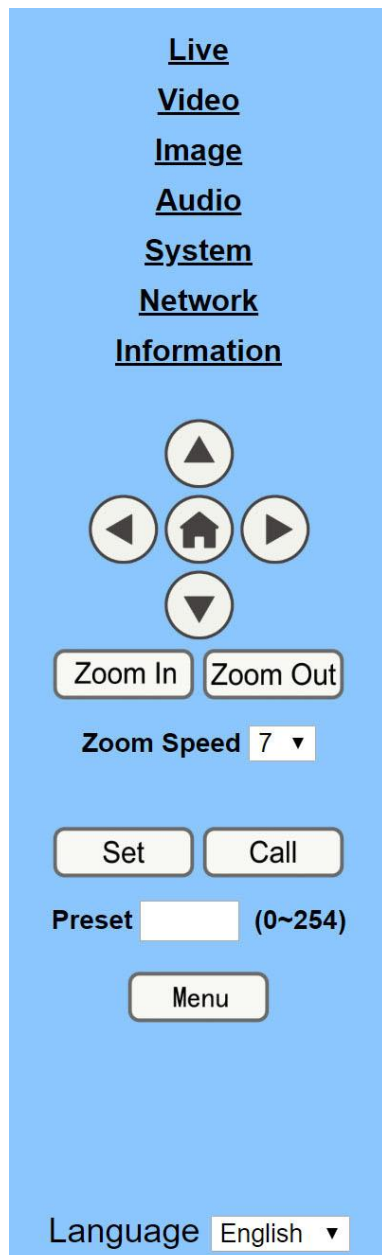 Live
Video
Image
Audio
System
Network
Information
Zoom In Zoom Out
Zoom Speed 7
Set Call
Preset (0~254)
Menu
Language English